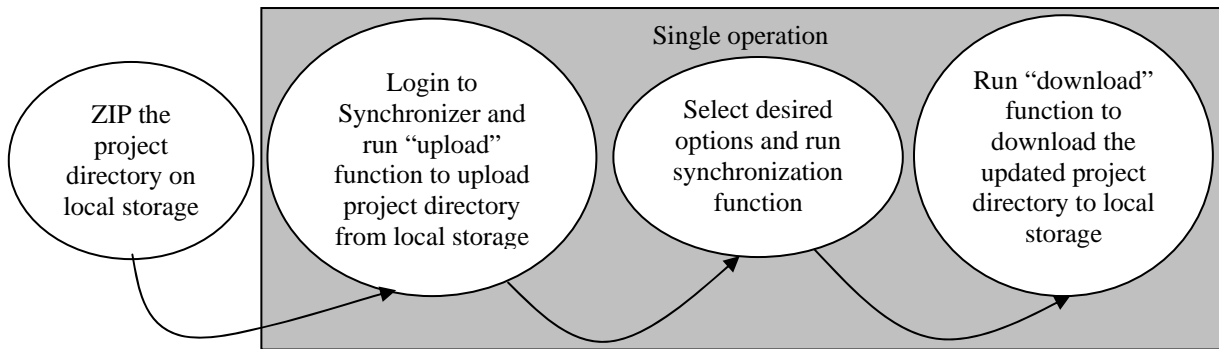 Single operation
ZIP the
project
directory on
local storage
Login to
Synchronizer and
run “upload”
function to upload
project directory
from local storage
Select desired
options and run
synchronization
function
Run “download”
function to
download the
updated project
directory to local
storage